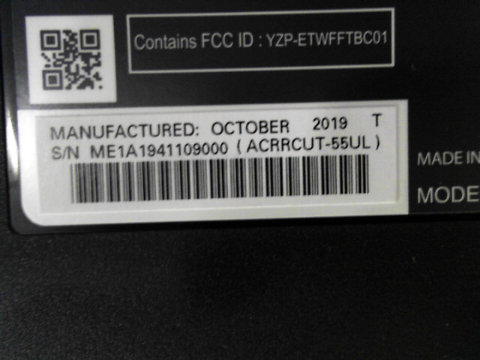 Contains FCC ID : YZP-ETWFFTBC01
MANUFACTURED: OCTOBER 2019 T
S/N ME1A1941109000 ( ACRRCUT-55UL )
MADE IN
MODE